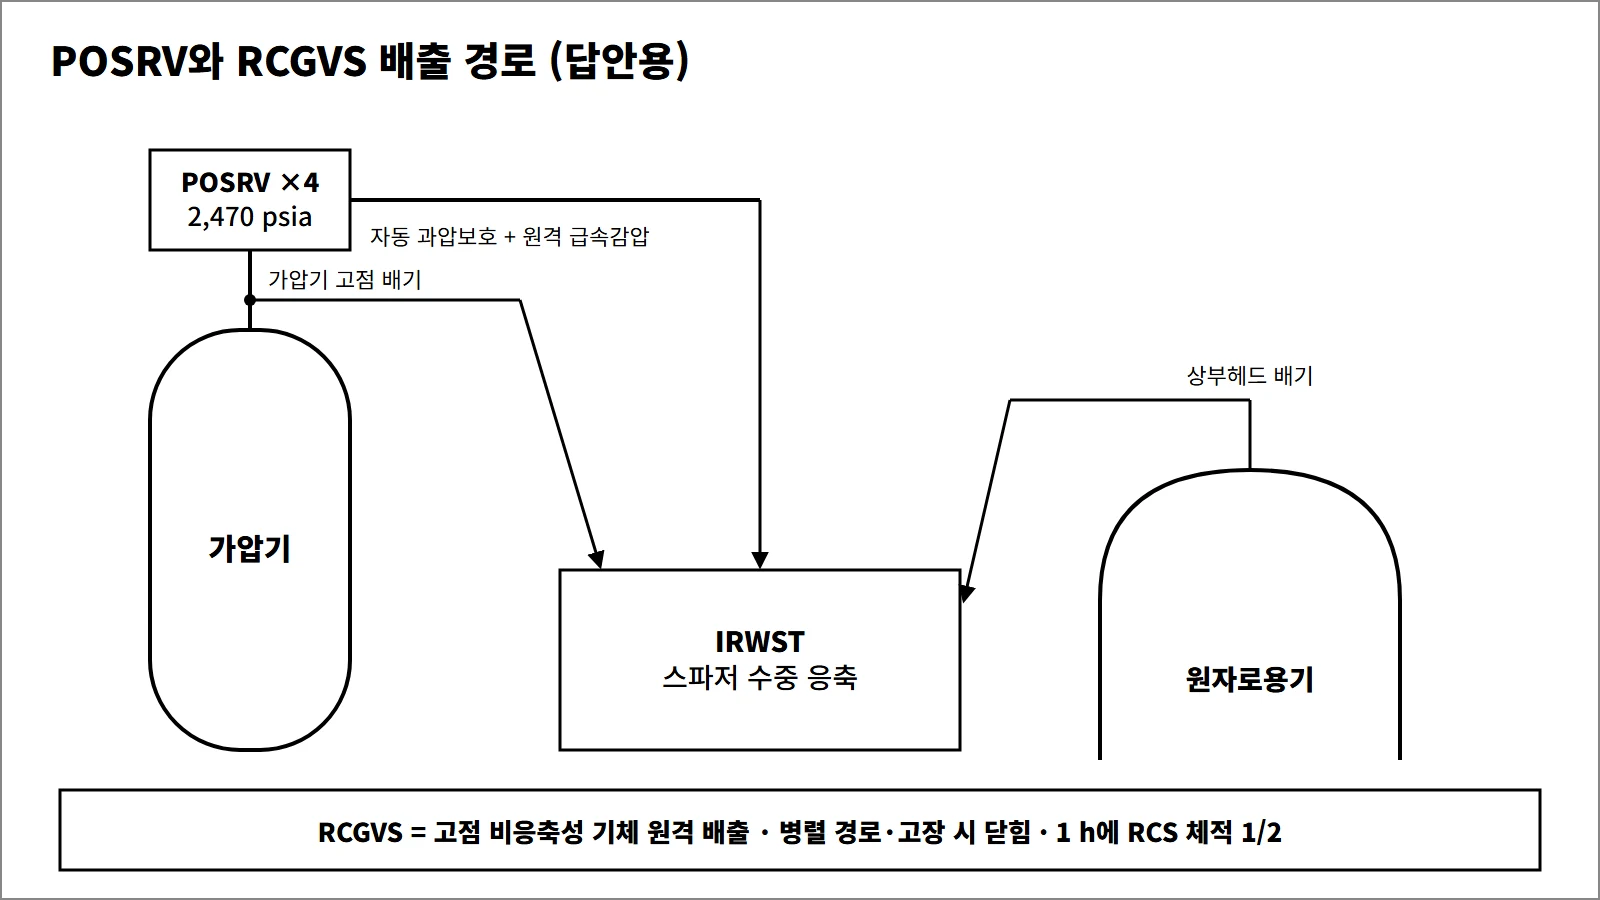 POSRV와 RCGVS 배출 경로 (답안용)
POSRV ×4
2,470 psia
자동 과압보호 + 원격 급속감압
가압기 고점 배기
상부헤드 배기
가압기
IRWST
스파저 수중 응축
원자로용기
RCGVS = 고점 비응축성 기체 원격 배출 · 병렬 경로·고장 시 닫힘 · 1 h에 RCS 체적 1/2